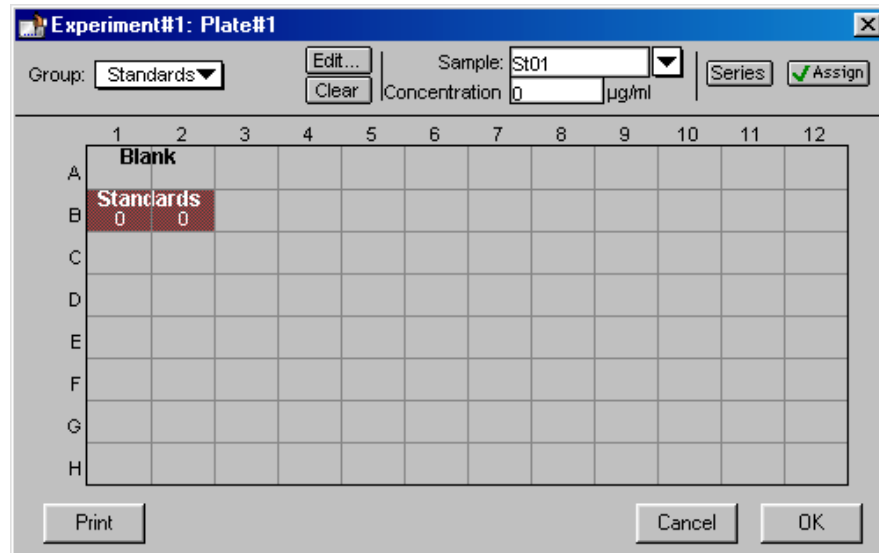 Experiment#1: Plate#1
Group: Standards
Edit...
Clear
Sample: St01
Concentration 0 µg/ml
Series
Assign
1 2 3 4 5 6 7 8 9 10 11 12
A Blank
B Standards
0 0
C
D
E
F
G
H
Print
Cancel
OK